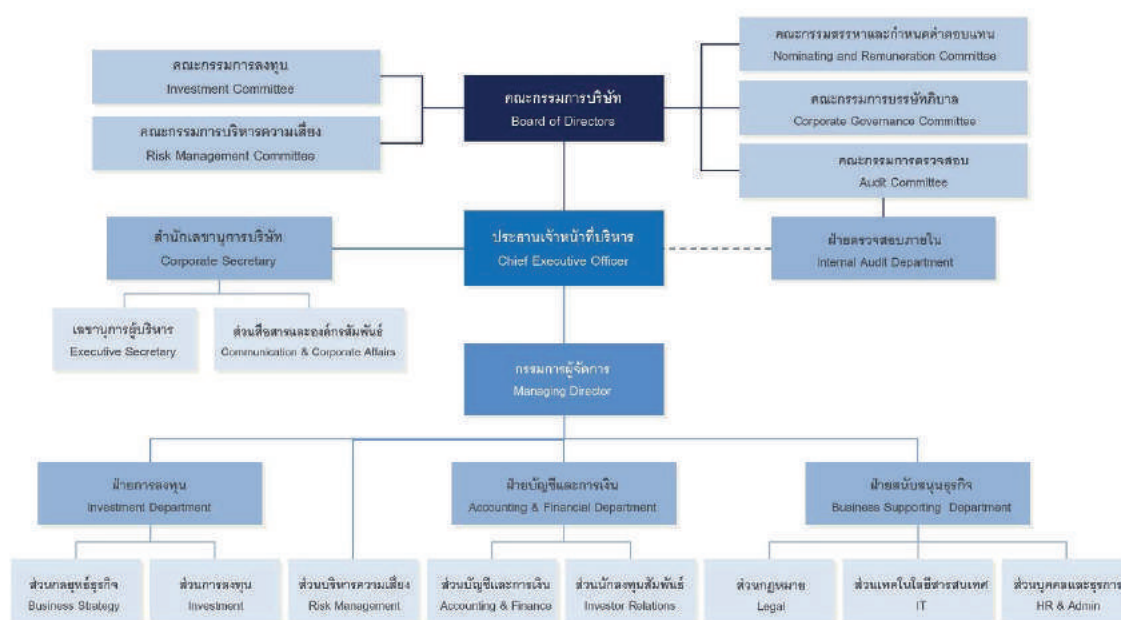 คณะกรรมสรรหาและกำหนดค่าตอบแทน
Nominating and Remuneration Committee
คณะกรรมการลงทุน
Investment Committee
คณะกรรมการบริษัท
Board of Directors
คณะกรรมการบรรษัทภิบาล
Corporate Governance Committee
คณะกรรมการบริหารความเสี่ยง
Risk Management Committee
คณะกรรมการตรวจสอบ
Audit Committee
สำนักเลขานุการบริษัท
Corporate Secretary
ประธานเจ้าหน้าที่บริหาร
Chief Executive Officer
ฝ่ายตรวจสอบภายใน
Internal Audit Department
เลขานุการผู้บริหาร
Executive Secretary
ส่วนสื่อสารและองค์กรสัมพันธ์
Communication & Corporate Affairs
กรรมการผู้จัดการ
Managing Director
ฝ่ายการลงทุน
Investment Department
ฝ่ายบัญชีและการเงิน
Accounting & Financial Department
ฝ่ายสนับสนุนธุรกิจ
Business Supporting Department
ส่วนกลยุทธ์ธุรกิจ
Business Strategy
ส่วนการลงทุน
Investment
ส่วนบริหารความเสี่ยง
Risk Management
ส่วนบัญชีและการเงิน
Accounting & Finance
ส่วนนักลงทุนสัมพันธ์
Investor Relations
ส่วนกฎหมาย
Legal
ส่วนเทคโนโลยีสารสนเทศ
IT
ส่วนบุคคลและธุรการ
HR & Admin